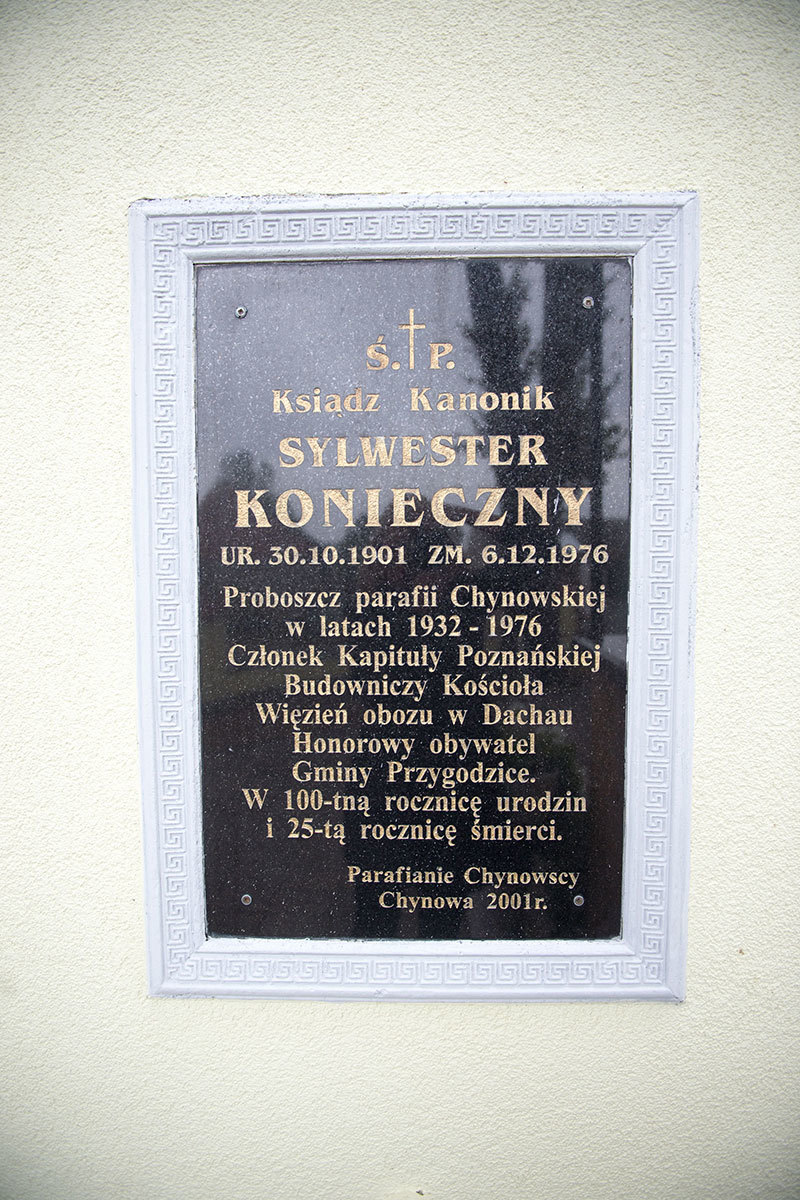 Ś.†P.
Ksiądz Kanonik
SYLWESTER
KONIECZNY
UR. 30.10.1901 ZM. 6.12.1976
Proboszcz parafii Chynowskiej
w latach 1932 - 1976
Członek Kapituły Poznańskiej
Budowniczy Kościoła
Więzień obozu w Dachau
Honorowy obywatel
Gminy Przygodzice.
W 100-tną rocznicę urodzin
i 25-tą rocznicę śmierci.
Parafianie Chynowscy
Chynowa 2001r.